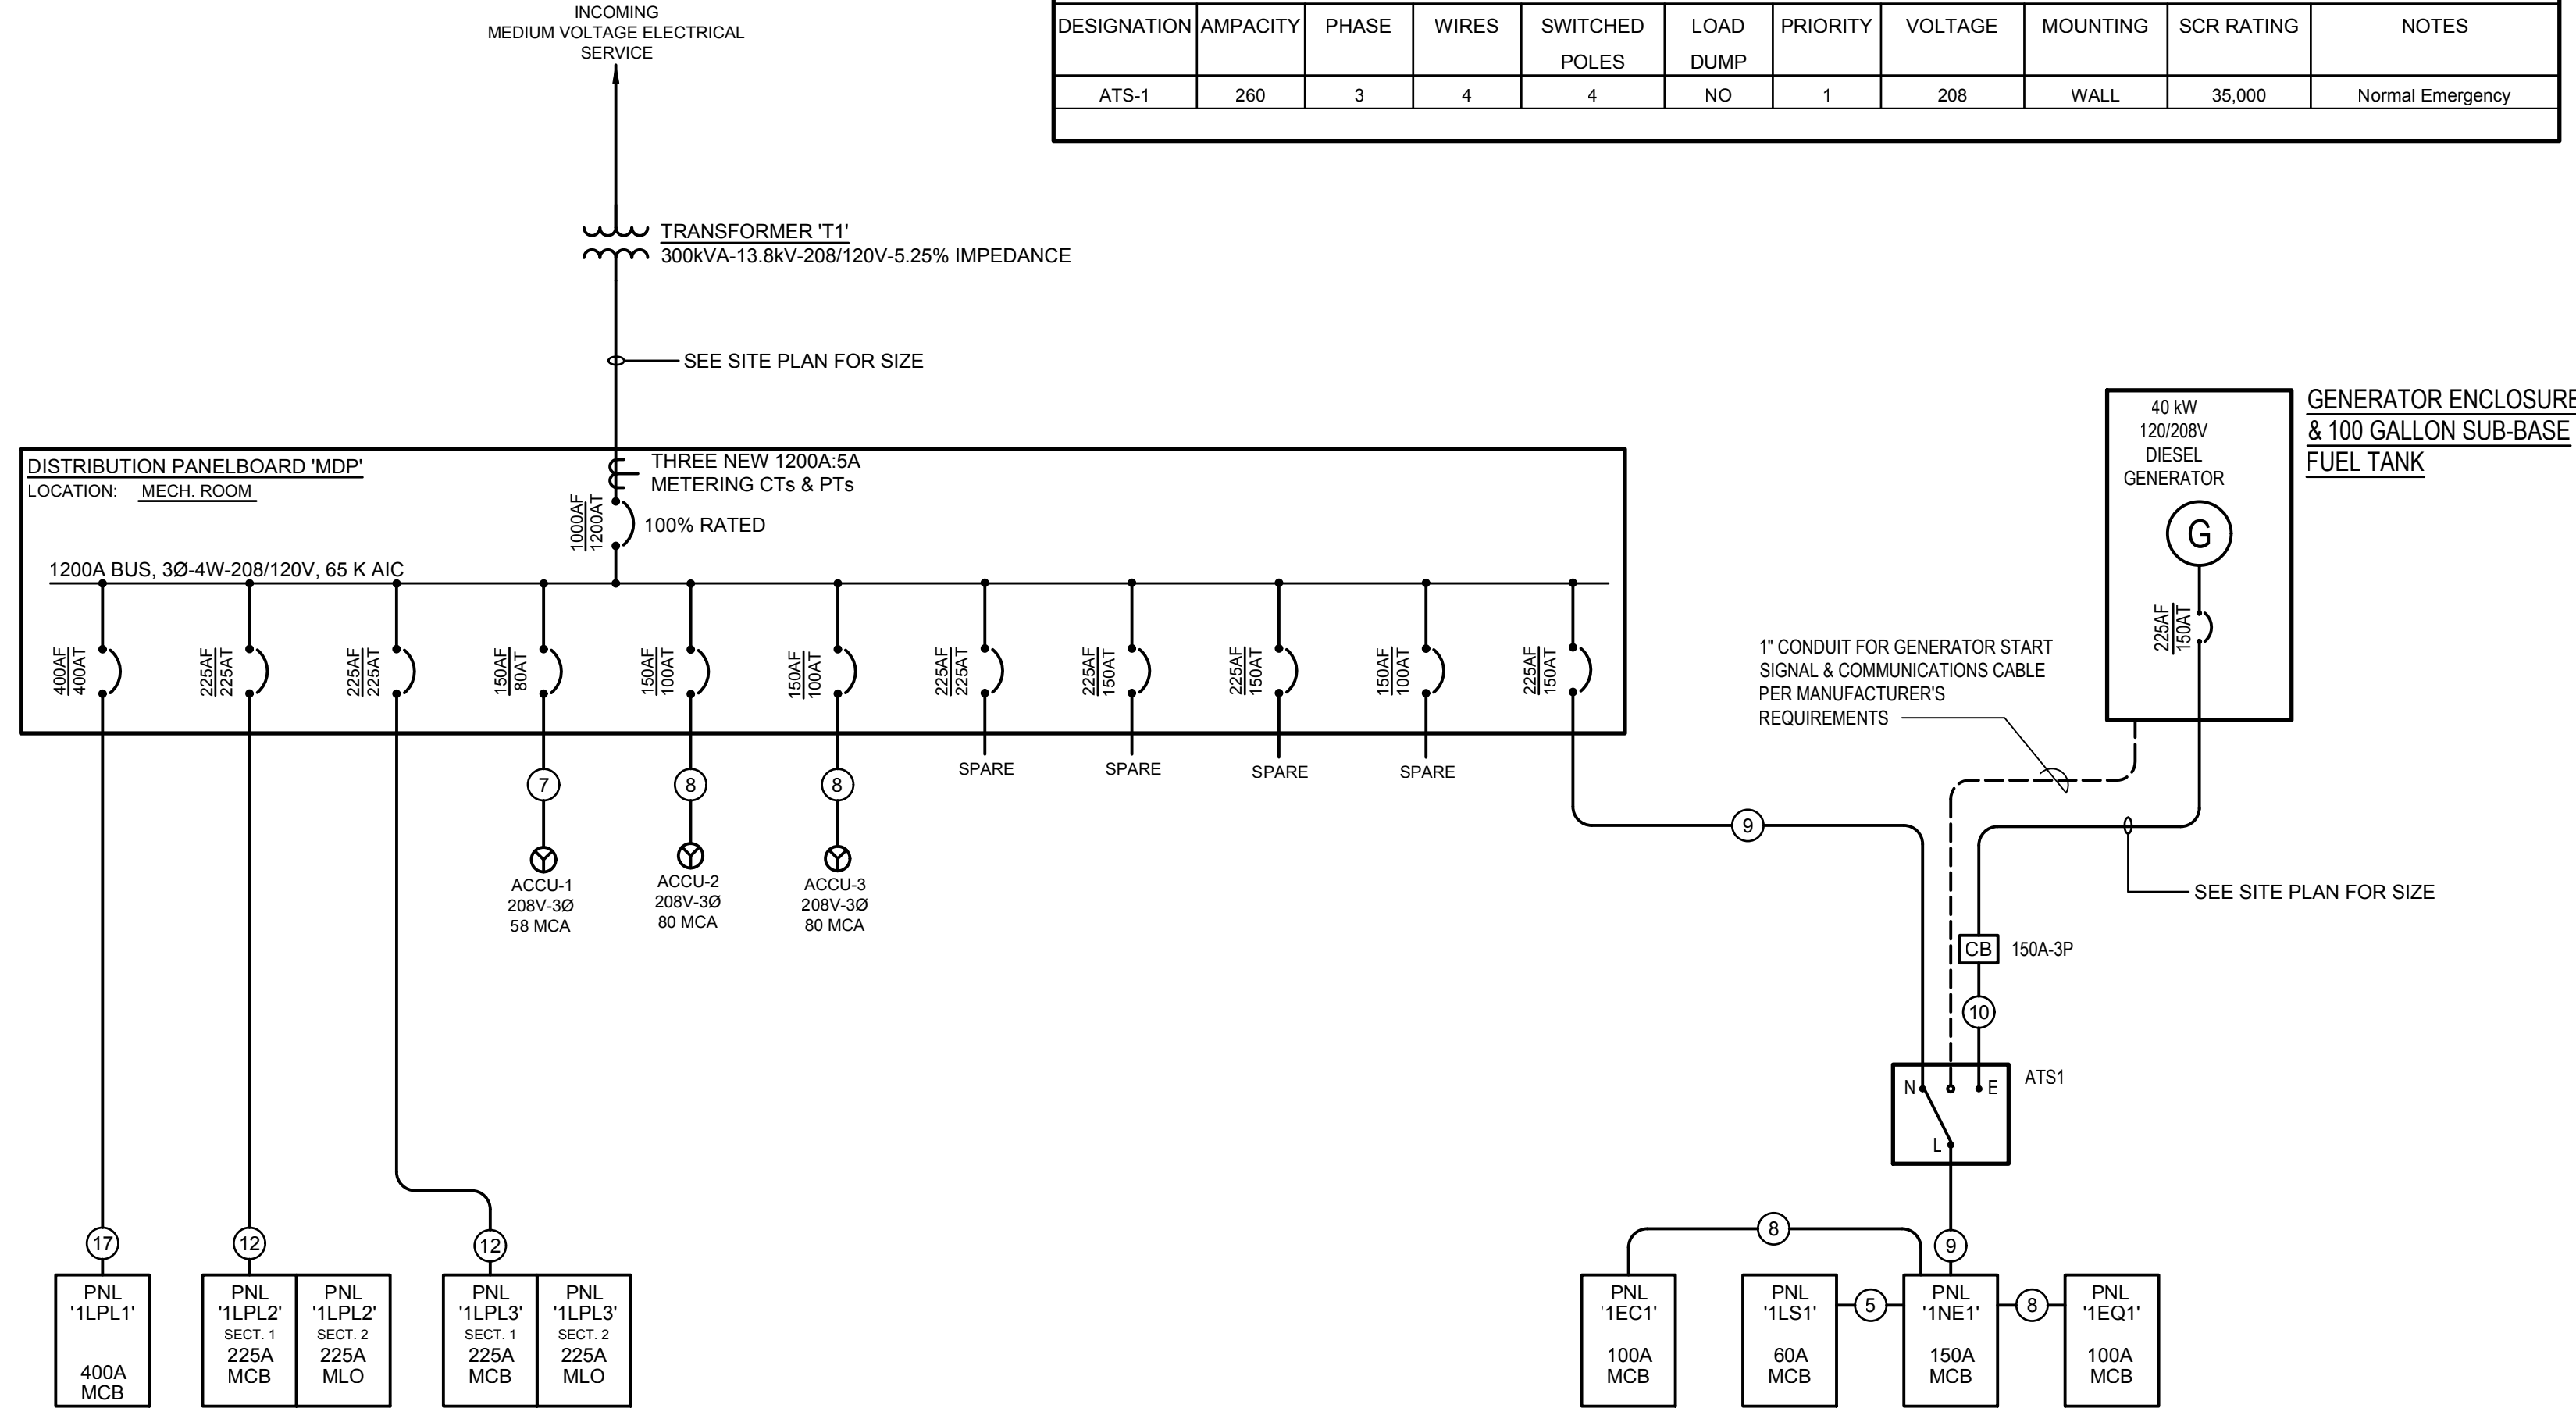 INCOMING
MEDIUM VOLTAGE ELECTRICAL
SERVICE
DESIGNATION AMPACITY PHASE WIRES SWITCHED POLES LOAD DUMP PRIORITY VOLTAGE MOUNTING SCR RATING NOTES
ATS-1 260 3 4 4 NO 1 208 WALL 35,000 Normal Emergency
TRANSFORMER 'T1'
300kVA-13.8kV-208/120V-5.25% IMPEDANCE
SEE SITE PLAN FOR SIZE
DISTRIBUTION PANELBOARD 'MDP'
LOCATION: MECH. ROOM
THREE NEW 1200A:5A
METERING CTs & PTs
1000AF
1200AT
100% RATED
1200A BUS, 3Ø-4W-208/120V, 65 K AIC
400AF
400AT
225AF
225AT
225AF
225AT
150AF
80AT
150AF
100AT
150AF
100AT
225AF
225AT
225AF
150AT
225AF
150AT
150AF
100AT
225AF
150AT
SPARE
SPARE
SPARE
SPARE
7
8
8
ACCU-1
208V-3Ø
58 MCA
ACCU-2
208V-3Ø
80 MCA
ACCU-3
208V-3Ø
80 MCA
40 kW
120/208V
DIESEL
GENERATOR
G
225AF
150AT
GENERATOR ENCLOSURE
& 100 GALLON SUB-BASE
FUEL TANK
1" CONDUIT FOR GENERATOR START
SIGNAL & COMMUNICATIONS CABLE
PER MANUFACTURER'S
REQUIREMENTS
9
SEE SITE PLAN FOR SIZE
CB 150A-3P
10
ATS1
N E
L
17
12
12
8
9
PNL
'1LPL1'
400A
MCB
PNL
'1LPL2'
SECT. 1
225A
MCB
PNL
'1LPL2'
SECT. 2
225A
MLO
PNL
'1LPL3'
SECT. 1
225A
MCB
PNL
'1LPL3'
SECT. 2
225A
MLO
PNL
'1EC1'
100A
MCB
PNL
'1LS1'
60A
MCB
5
PNL
'1NE1'
150A
MCB
8
PNL
'1EQ1'
100A
MCB